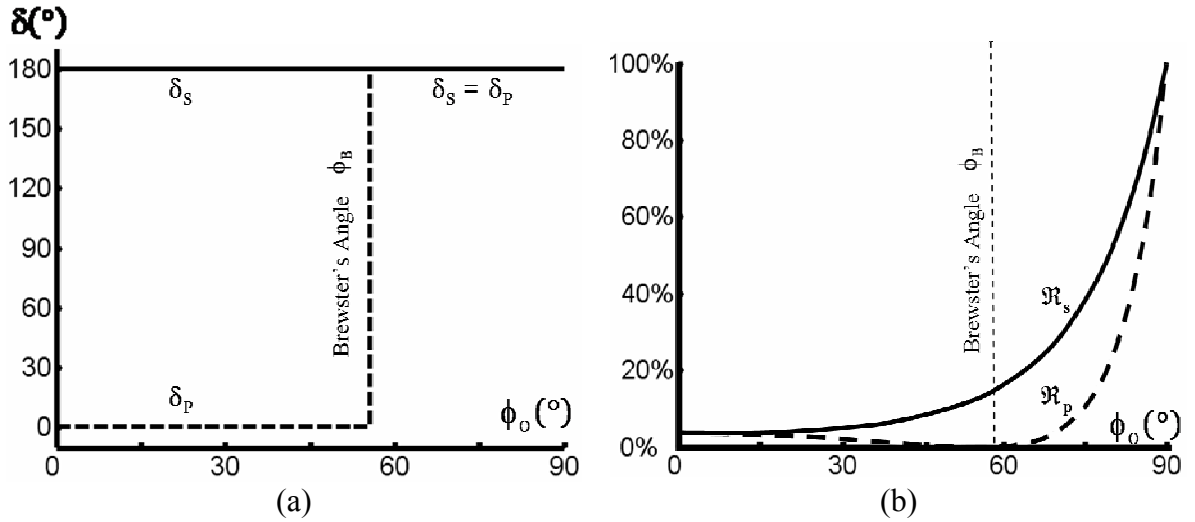 δ(°)
180
150
120
90
60
30
0
δS
δS = δP
Brewster's Angle ϕB
δP
ϕo(°)
0
30
60
90
(a)
100%
80%
60%
40%
20%
0%
Brewster's Angle ϕB
ℜs
ℜp
ϕo(°)
0
30
60
90
(b)